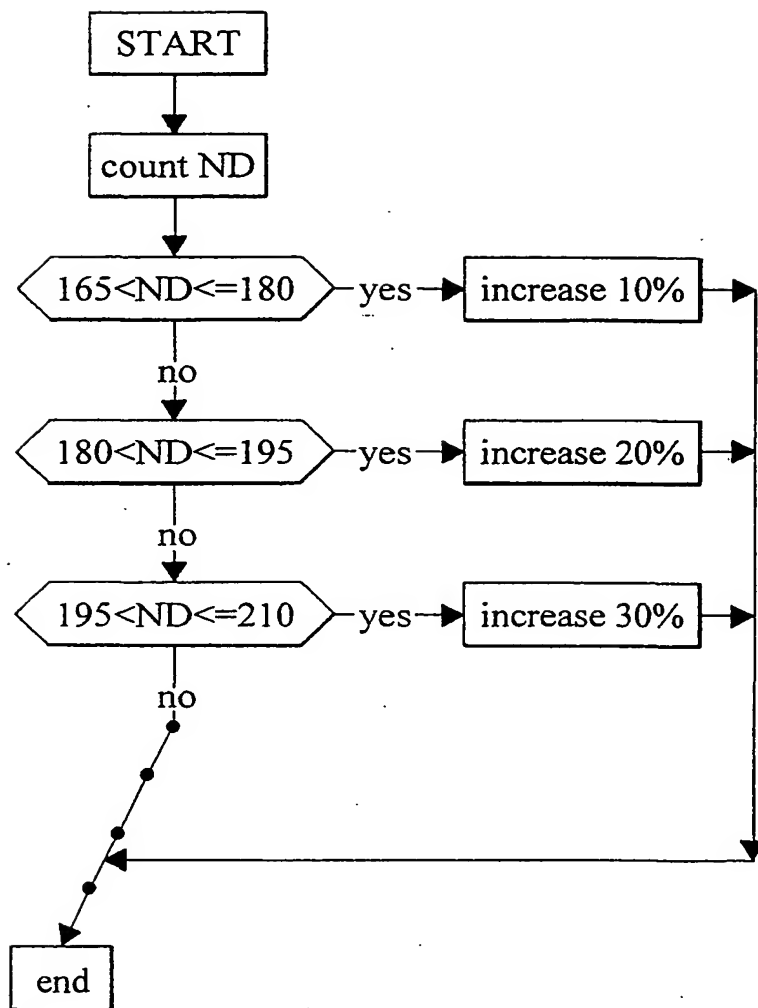 START
count ND
165<ND<=180
yes
increase 10%
no
180<ND<=195
yes
increase 20%
no
195<ND<=210
yes
increase 30%
no
end